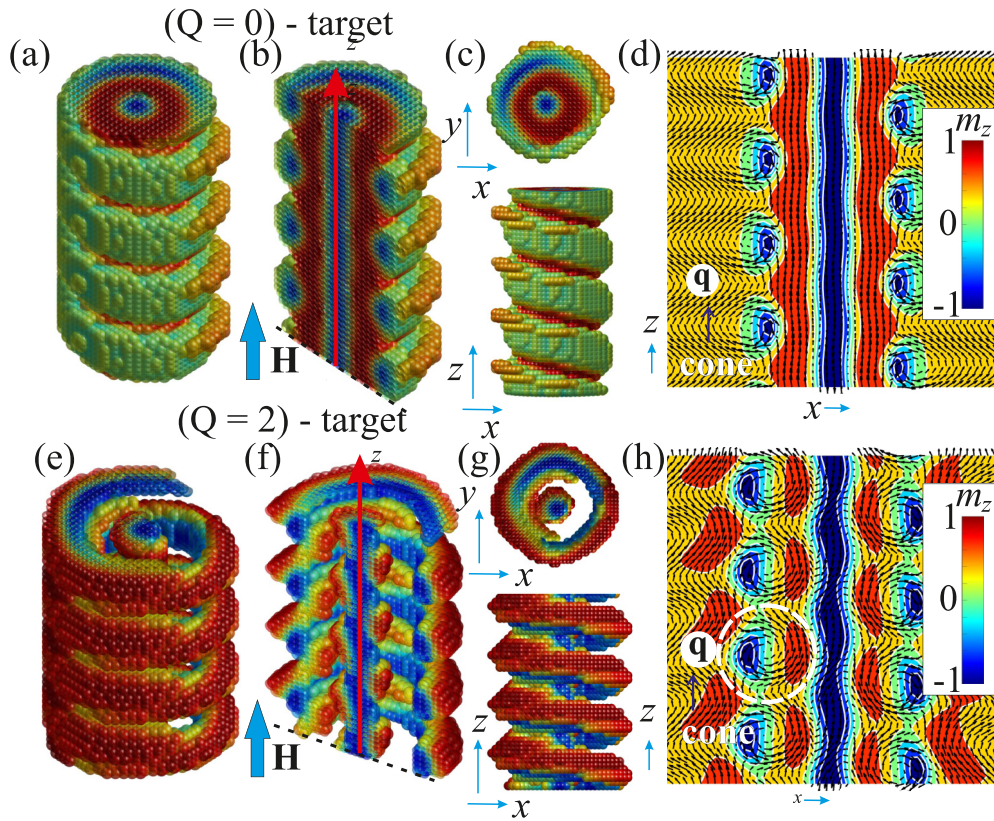 (Q = 0) - target
(a)
(b)
z
(c)
(d)
y
x
H
z
x
q
cone
z
x
m_z
1
0
-1
(Q = 2) - target
(e)
(f)
z
(g)
(h)
y
x
H
z
x
q
cone
z
x
m_z
1
0
-1